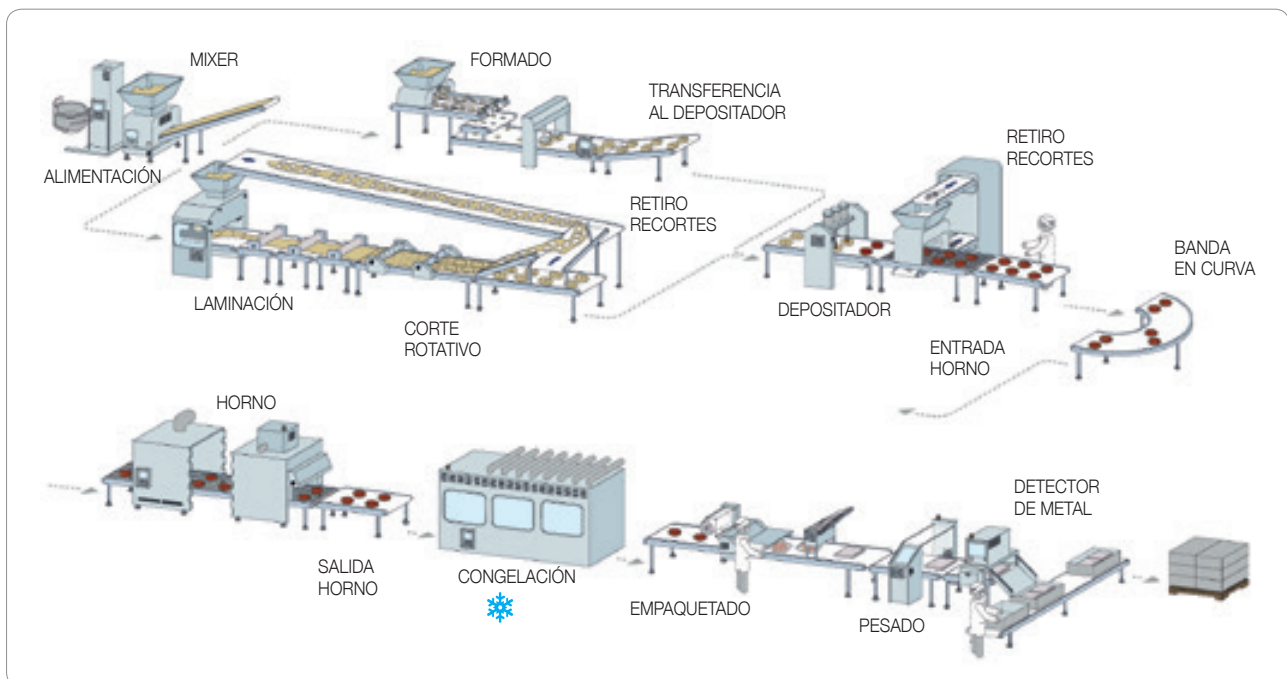 MIXER
FORMADO
TRANSFERENCIA
AL DEPOSITADOR
ALIMENTACIÓN
RETIRO
RECORTES
RETIRO
RECORTES
LAMINACIÓN
CORTE
ROTATIVO
DEPOSITADOR
BANDA
EN CURVA
ENTRADA
HORNO
HORNO
SALIDA
HORNO
CONGELACIÓN
EMPAQUETADO
PESADO
DETECTOR
DE METAL